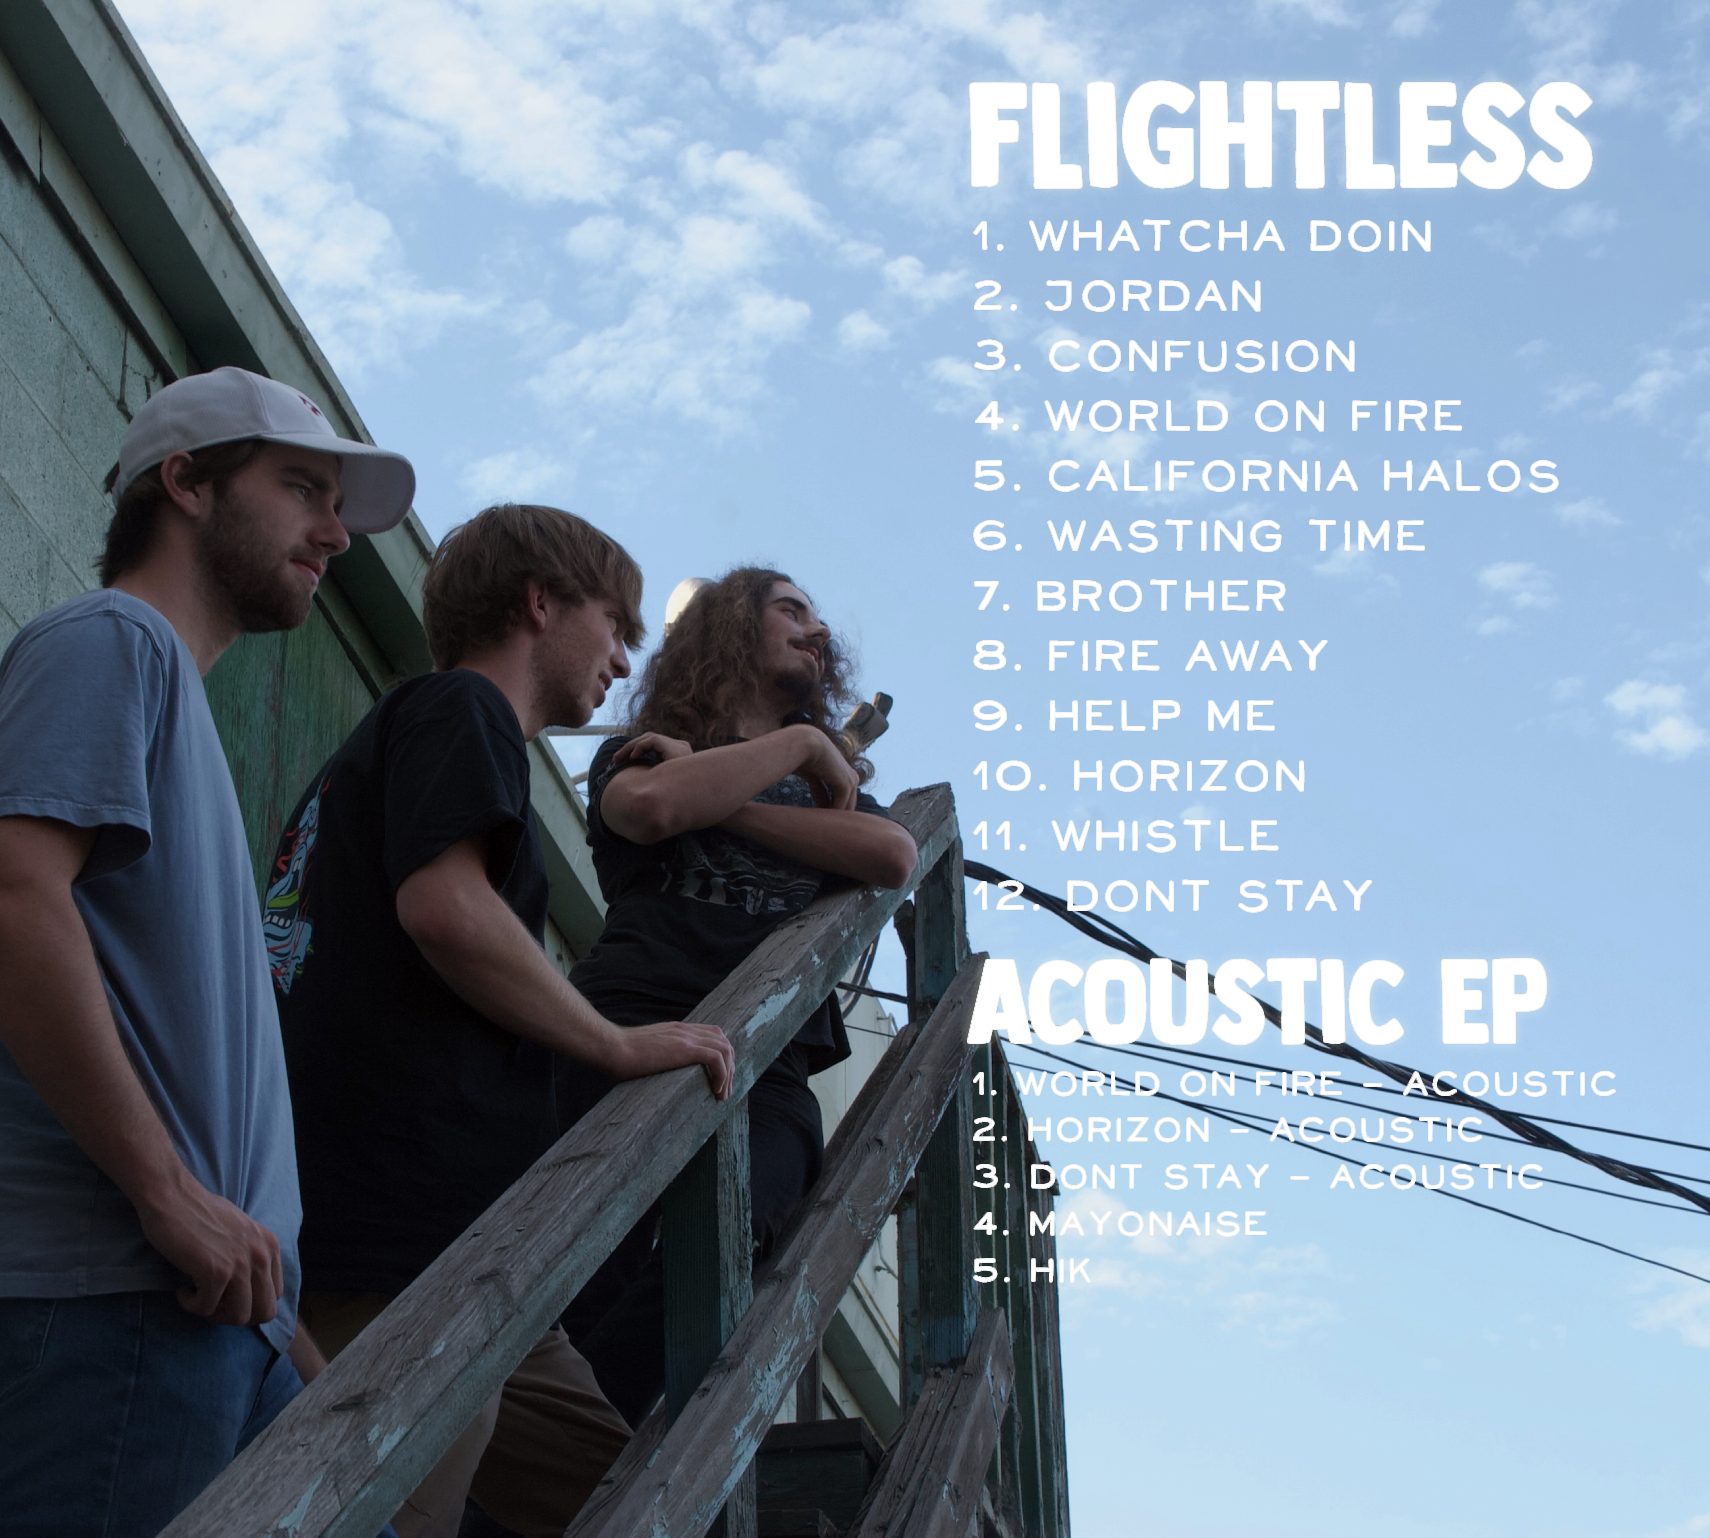 FLIGHTLESS
1. WHATCHA DOIN
2. JORDAN
3. CONFUSION
4. WORLD ON FIRE
5. CALIFORNIA HALOS
6. WASTING TIME
7. BROTHER
8. FIRE AWAY
9. HELP ME
10. HORIZON
11. WHISTLE
12. DONT STAY
ACOUSTIC EP
1. WORLD ON FIRE – ACOUSTIC
2. HORIZON – ACOUSTIC
3. DONT STAY – ACOUSTIC
4. MAYONAISE
5. HIK